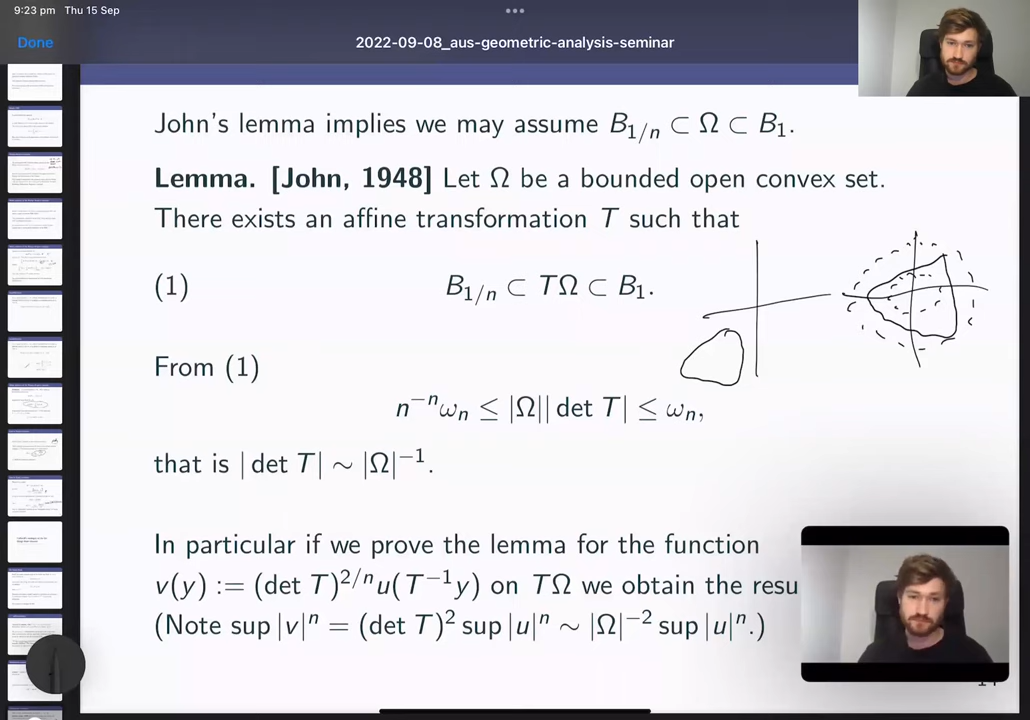 9:23 pm Thu 15 Sep
Done
2022-09-08_aus-geometric-analysis-seminar
John's lemma implies we may assume B_{1/n} ⊂ Ω ⊂ B_1.
Lemma. [John, 1948] Let Ω be a bounded open convex set.
There exists an affine transformation T such that
(1) B_{1/n} ⊂ TΩ ⊂ B_1.
From (1)
n^{-n}ω_n ≤ |Ω|| det T| ≤ ω_n,
that is | det T| ∼ |Ω|^{-1}.
In particular if we prove the lemma for the function
v(y) := (det T)^{2/n}u(T^{-1}y) on TΩ we obtain the resu
(Note sup |v|^n = (det T)^2 sup |u|^n ∼ |Ω|^{-2} sup |u|^n.)